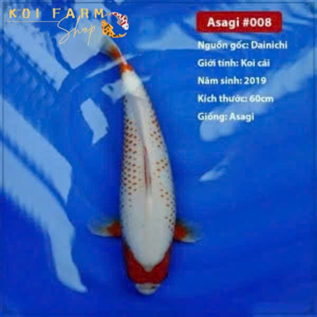 KOI FARM
Shop
Asagi #008
Nguồn gốc: Dainichi
Giới tính: Koi cái
Năm sinh: 2019
Kích thước: 60cm
Giống: Asagi